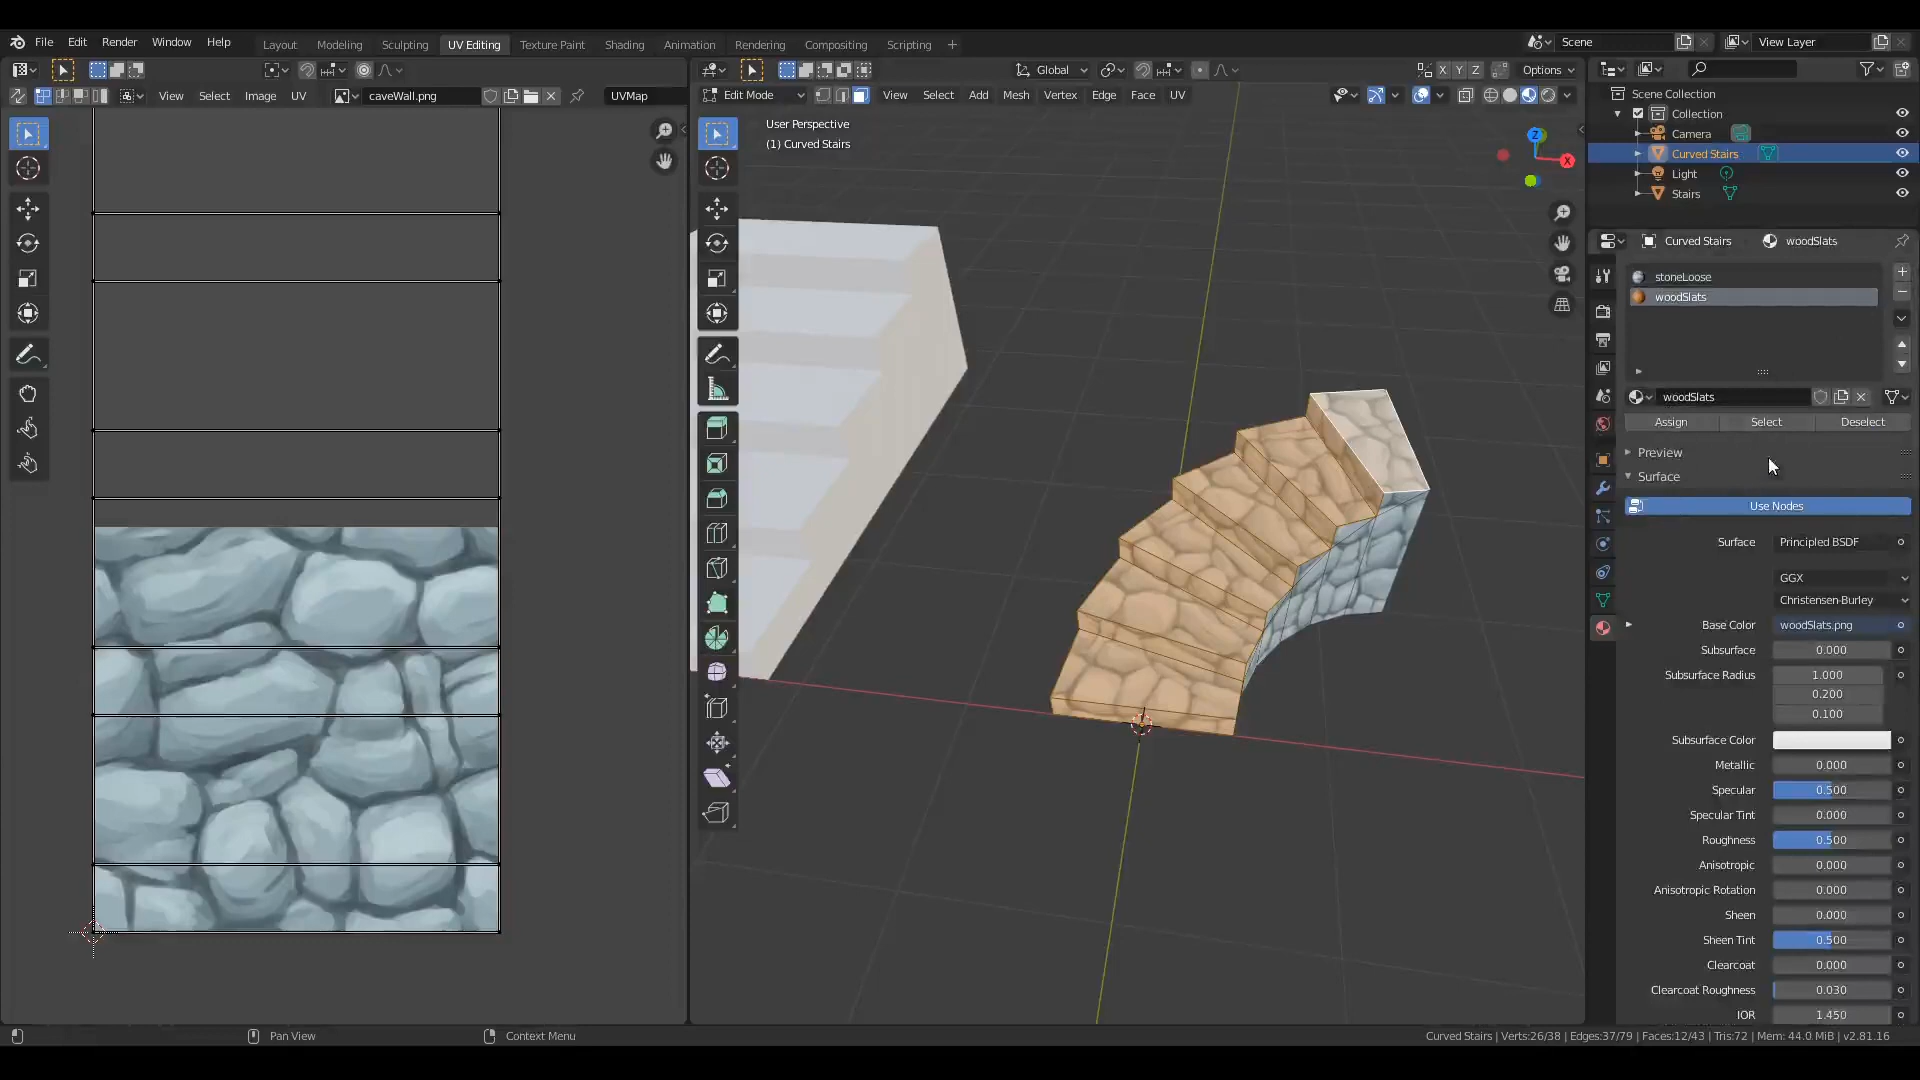 File Edit Render Window Help
Layout Modeling Sculpting UV Editing Texture Paint Shading Animation Rendering Compositing Scripting +
Scene
View Layer
Global
X Y Z
Options
View Select Image UV
caveWall.png
UVMap
Edit Mode
View Select Add Mesh Vertex Edge Face UV
User Perspective
(1) Curved Stairs
Z
X
Scene Collection
Collection
Camera
Curved Stairs
Light
Stairs
Curved Stairs
woodSlats
stoneLoose
woodSlats
woodSlats
Assign Select Deselect
Preview
Surface
Use Nodes
Surface Principled BSDF
GGX
Christensen-Burley
Base Color woodSlats.png
Subsurface 0.000
Subsurface Radius 1.000
0.200
0.100
Subsurface Color
Metallic 0.000
Specular 0.500
Specular Tint 0.000
Roughness 0.500
Anisotropic 0.000
Anisotropic Rotation 0.000
Sheen 0.000
Sheen Tint 0.500
Clearcoat 0.000
Clearcoat Roughness 0.030
IOR 1.450
Pan View
Context Menu
Curved Stairs | Verts:26/38 | Edges:37/79 | Faces:12/43 | Tris:72 | Mem: 44.0 MiB | v2.81.16